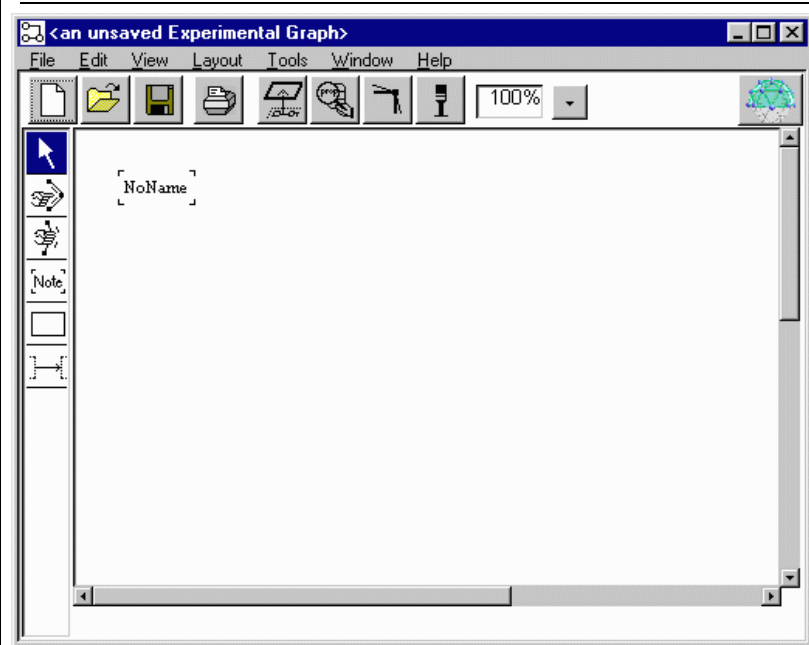 <an unsaved Experimental Graph>
File Edit View Layout Tools Window Help
100%
NoName
Note